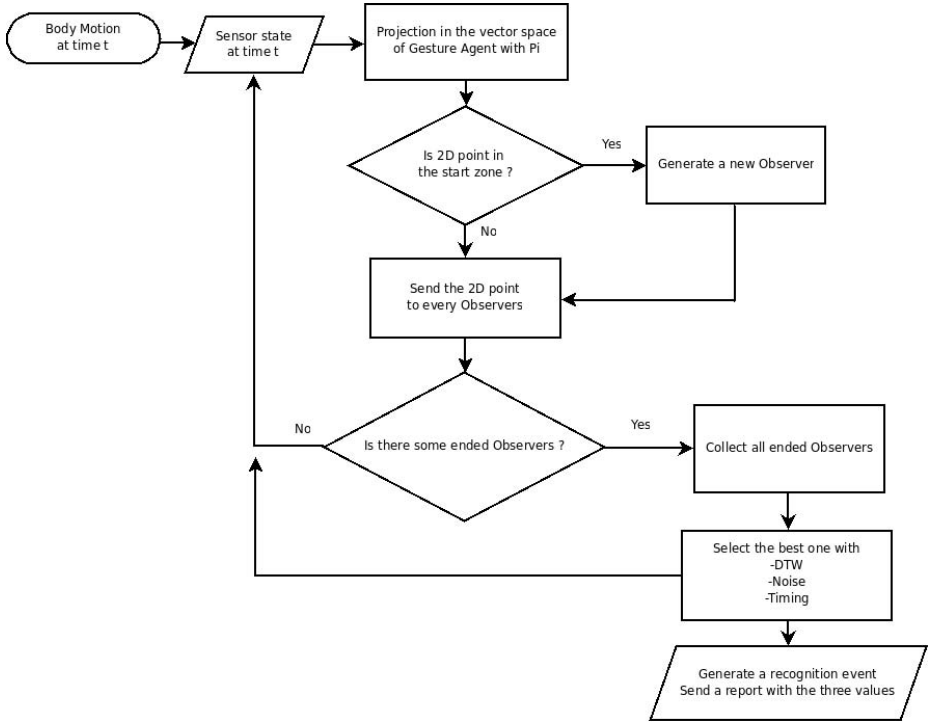 Body Motion
at time t
Sensor state
at time t
Projection in the vector space
of Gesture Agent with Pi
Is 2D point in
the start zone ?
Yes
Generate a new Observer
No
Send the 2D point
to every Observers
No
Is there some ended Observers ?
Yes
Collect all ended Observers
Select the best one with
-DTW
-Noise
-Timing
Generate a recognition event
Send a report with the three values